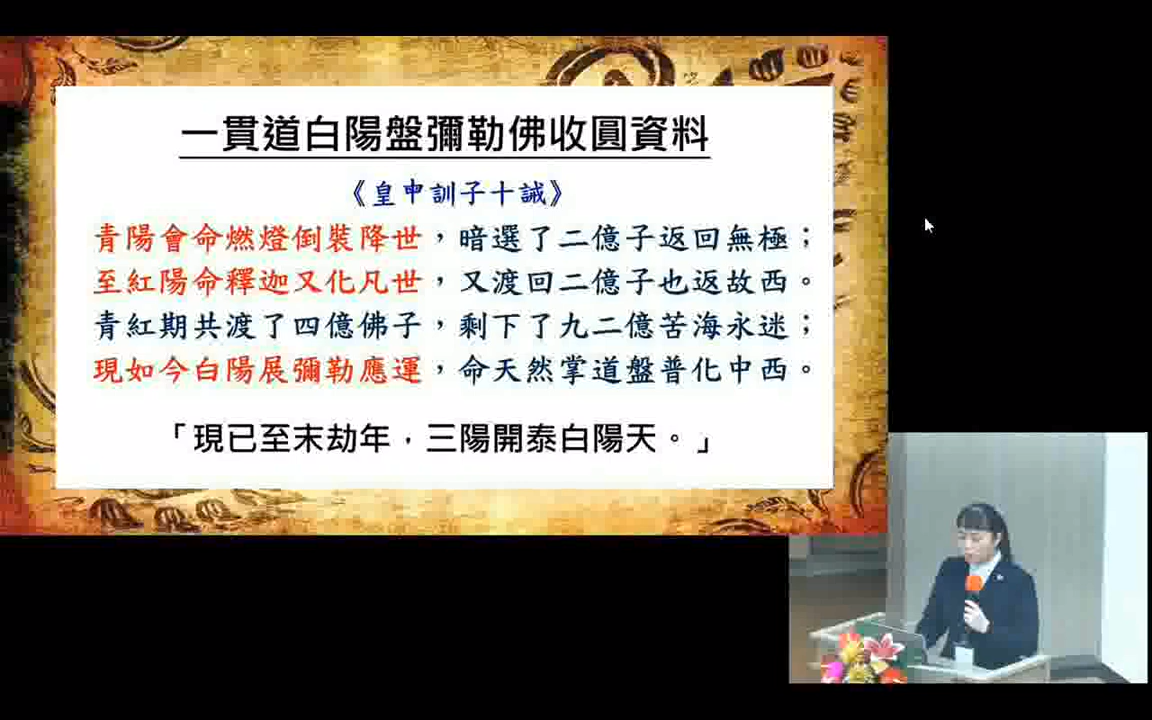 一貫道白陽盤彌勒佛收圓資料
《皇申訓子十誡》
青陽會命燃燈倒裝降世，暗選了二億子返回無極；
至紅陽命釋迦又化凡世，又渡回二億子也返故西。
青紅期共渡了四億佛子，剩下了九二億苦海永迷；
現如今白陽展彌勒應運，命天然掌道盤普化中西。
「現已至末劫年，三陽開泰白陽天。」